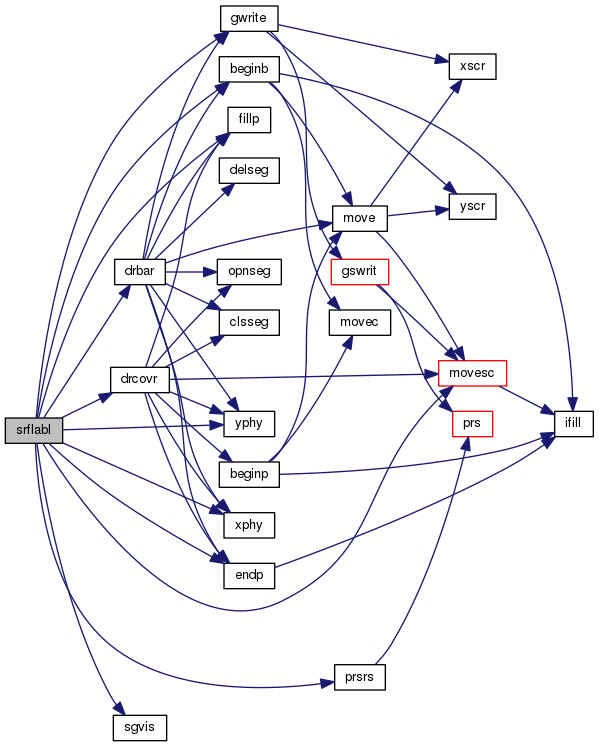 gwrite
beginb
xscr
fillp
delseg
yscr
move
drbar
opnseg
gswrit
clsseg
movec
drcovr
movesc
srflabl
yphy
prs
ifill
beginp
xphy
endp
prsrs
sgvis